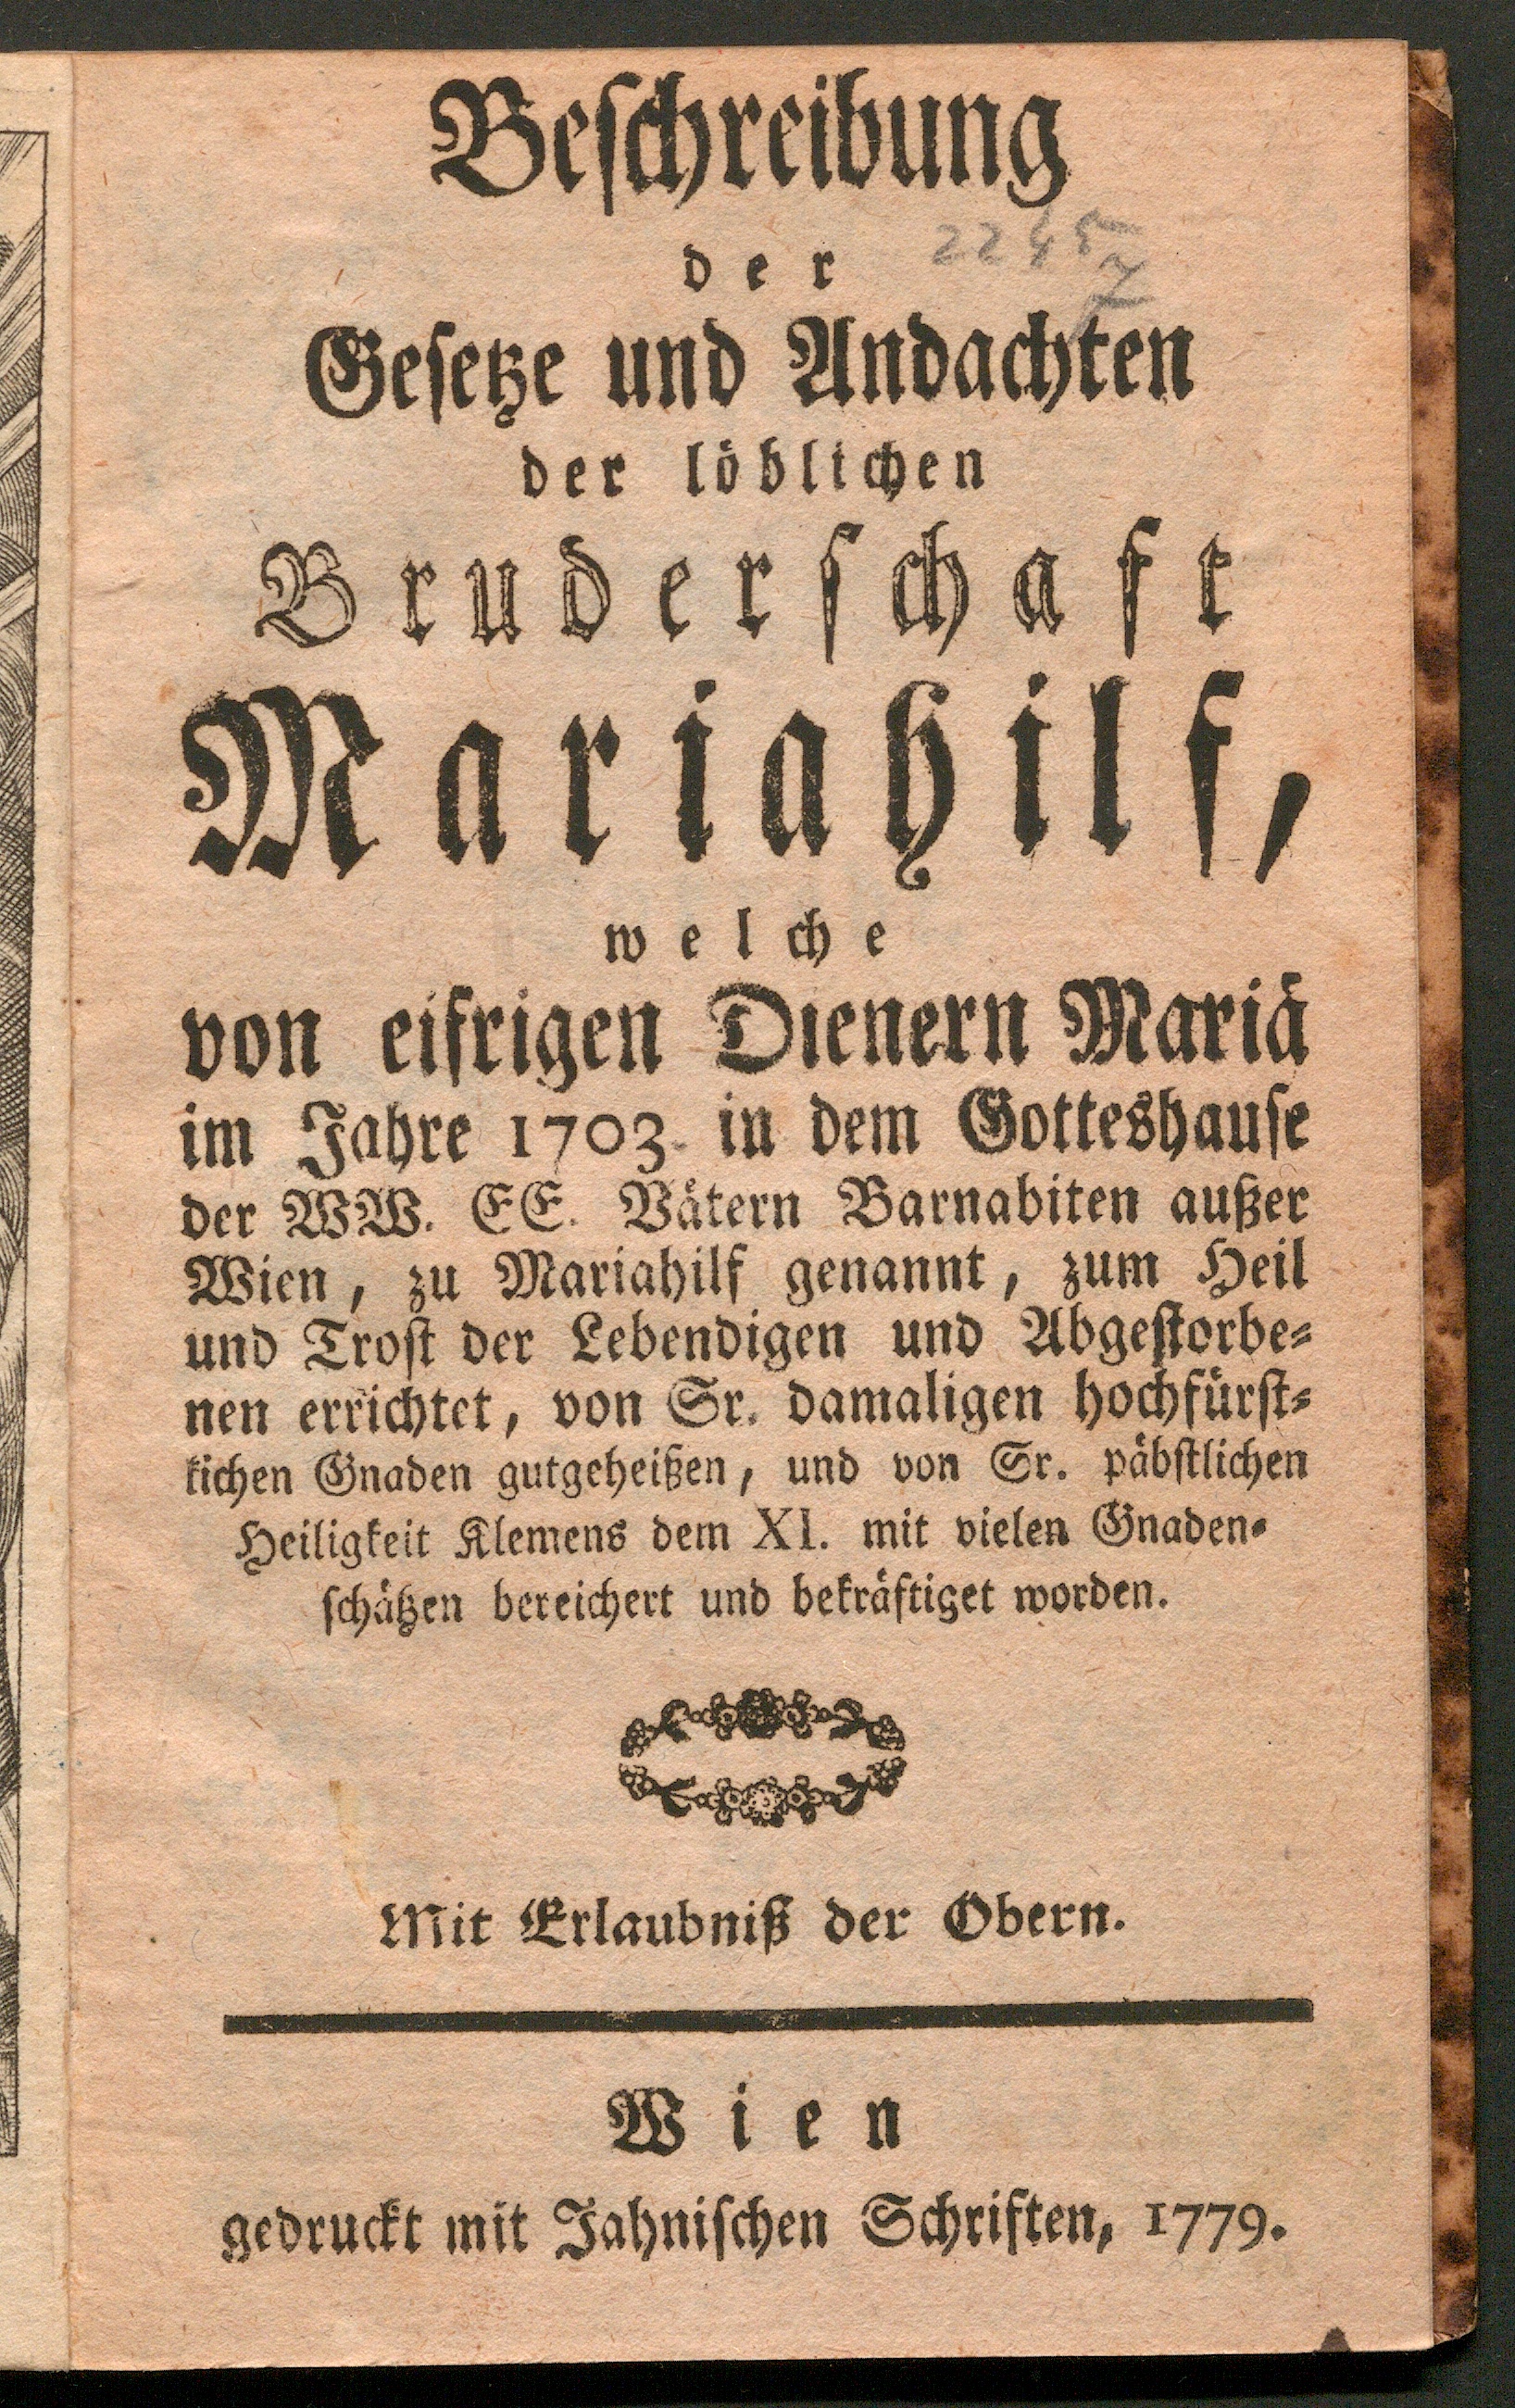 Beschreibung
der
2245
Z
Gesetze und Andachten
der löblichen
Bruderschaft
Mariahilf,
welche
von eifrigen Dienern Mariä
im Jahre 1703. in dem Gotteshause
der WW. EE. Vätern Barnabiten außer
Wien, zu Mariahilf genannt, zum Heil
und Trost der Lebendigen und Abgestorbe-
nen errichtet, von Sr. damaligen hochfürst-
lichen Gnaden gutgeheißen, und von Sr. päbstlichen
Heiligkeit Klemens dem XI. mit vielen Gnaden-
schätzen bereichert und bekräftiget worden.
Mit Erlaubniß der Obern.
Wien
gedruckt mit Jahnischen Schriften, 1779.